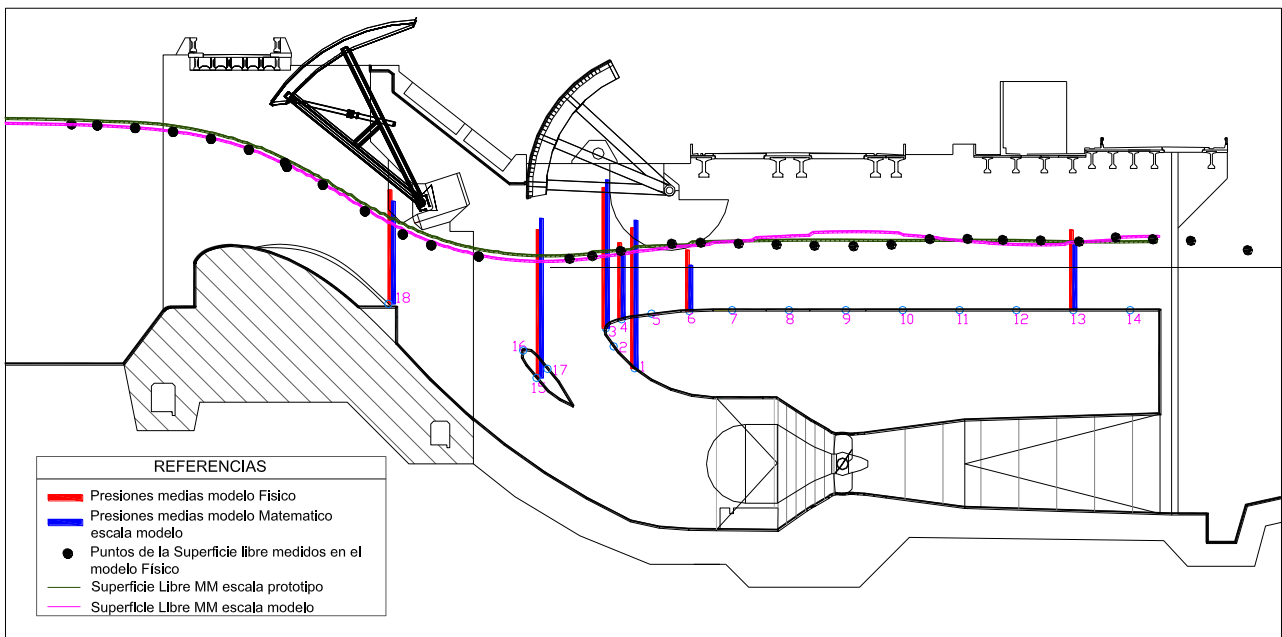 18
16
17
15
3
4
2
1
5
6
7
8
9
10
11
12
13
14
REFERENCIAS
Presiones medias modelo Fisico
Presiones medias modelo Matematico
escala modelo
Puntos de la Superficie libre medidos en el
modelo Físico
Superficie Libre MM escala prototipo
Superficie Libre MM escala modelo